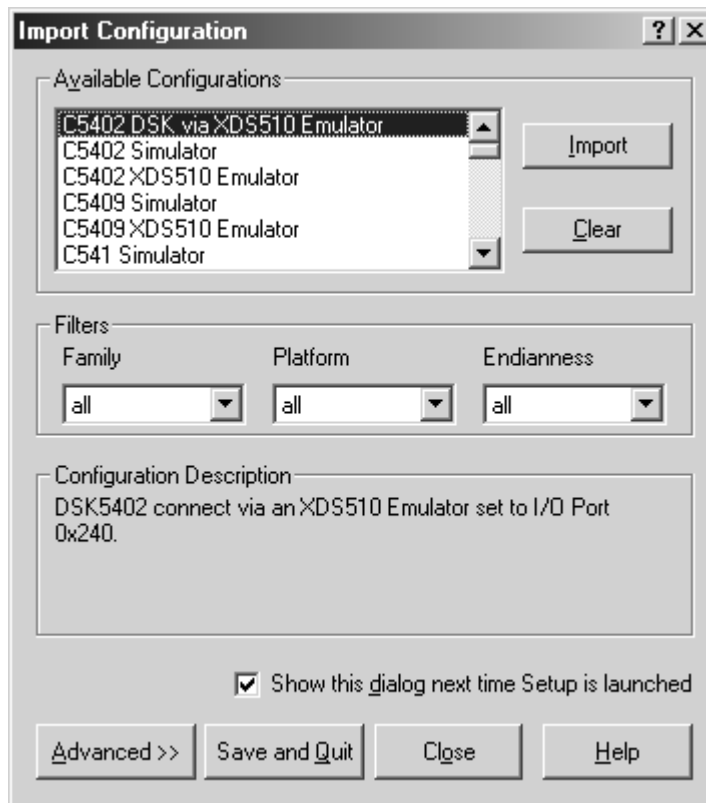 Import Configuration
Available Configurations
C5402 DSK via XDS510 Emulator
C5402 Simulator
C5402 XDS510 Emulator
C5409 Simulator
C5409 XDS510 Emulator
C541 Simulator
Import
Clear
Filters
Family Platform Endianness
all all all
Configuration Description
DSK5402 connect via an XDS510 Emulator set to I/O Port
0x240.
Show this dialog next time Setup is launched
Advanced >> Save and Quit Close Help